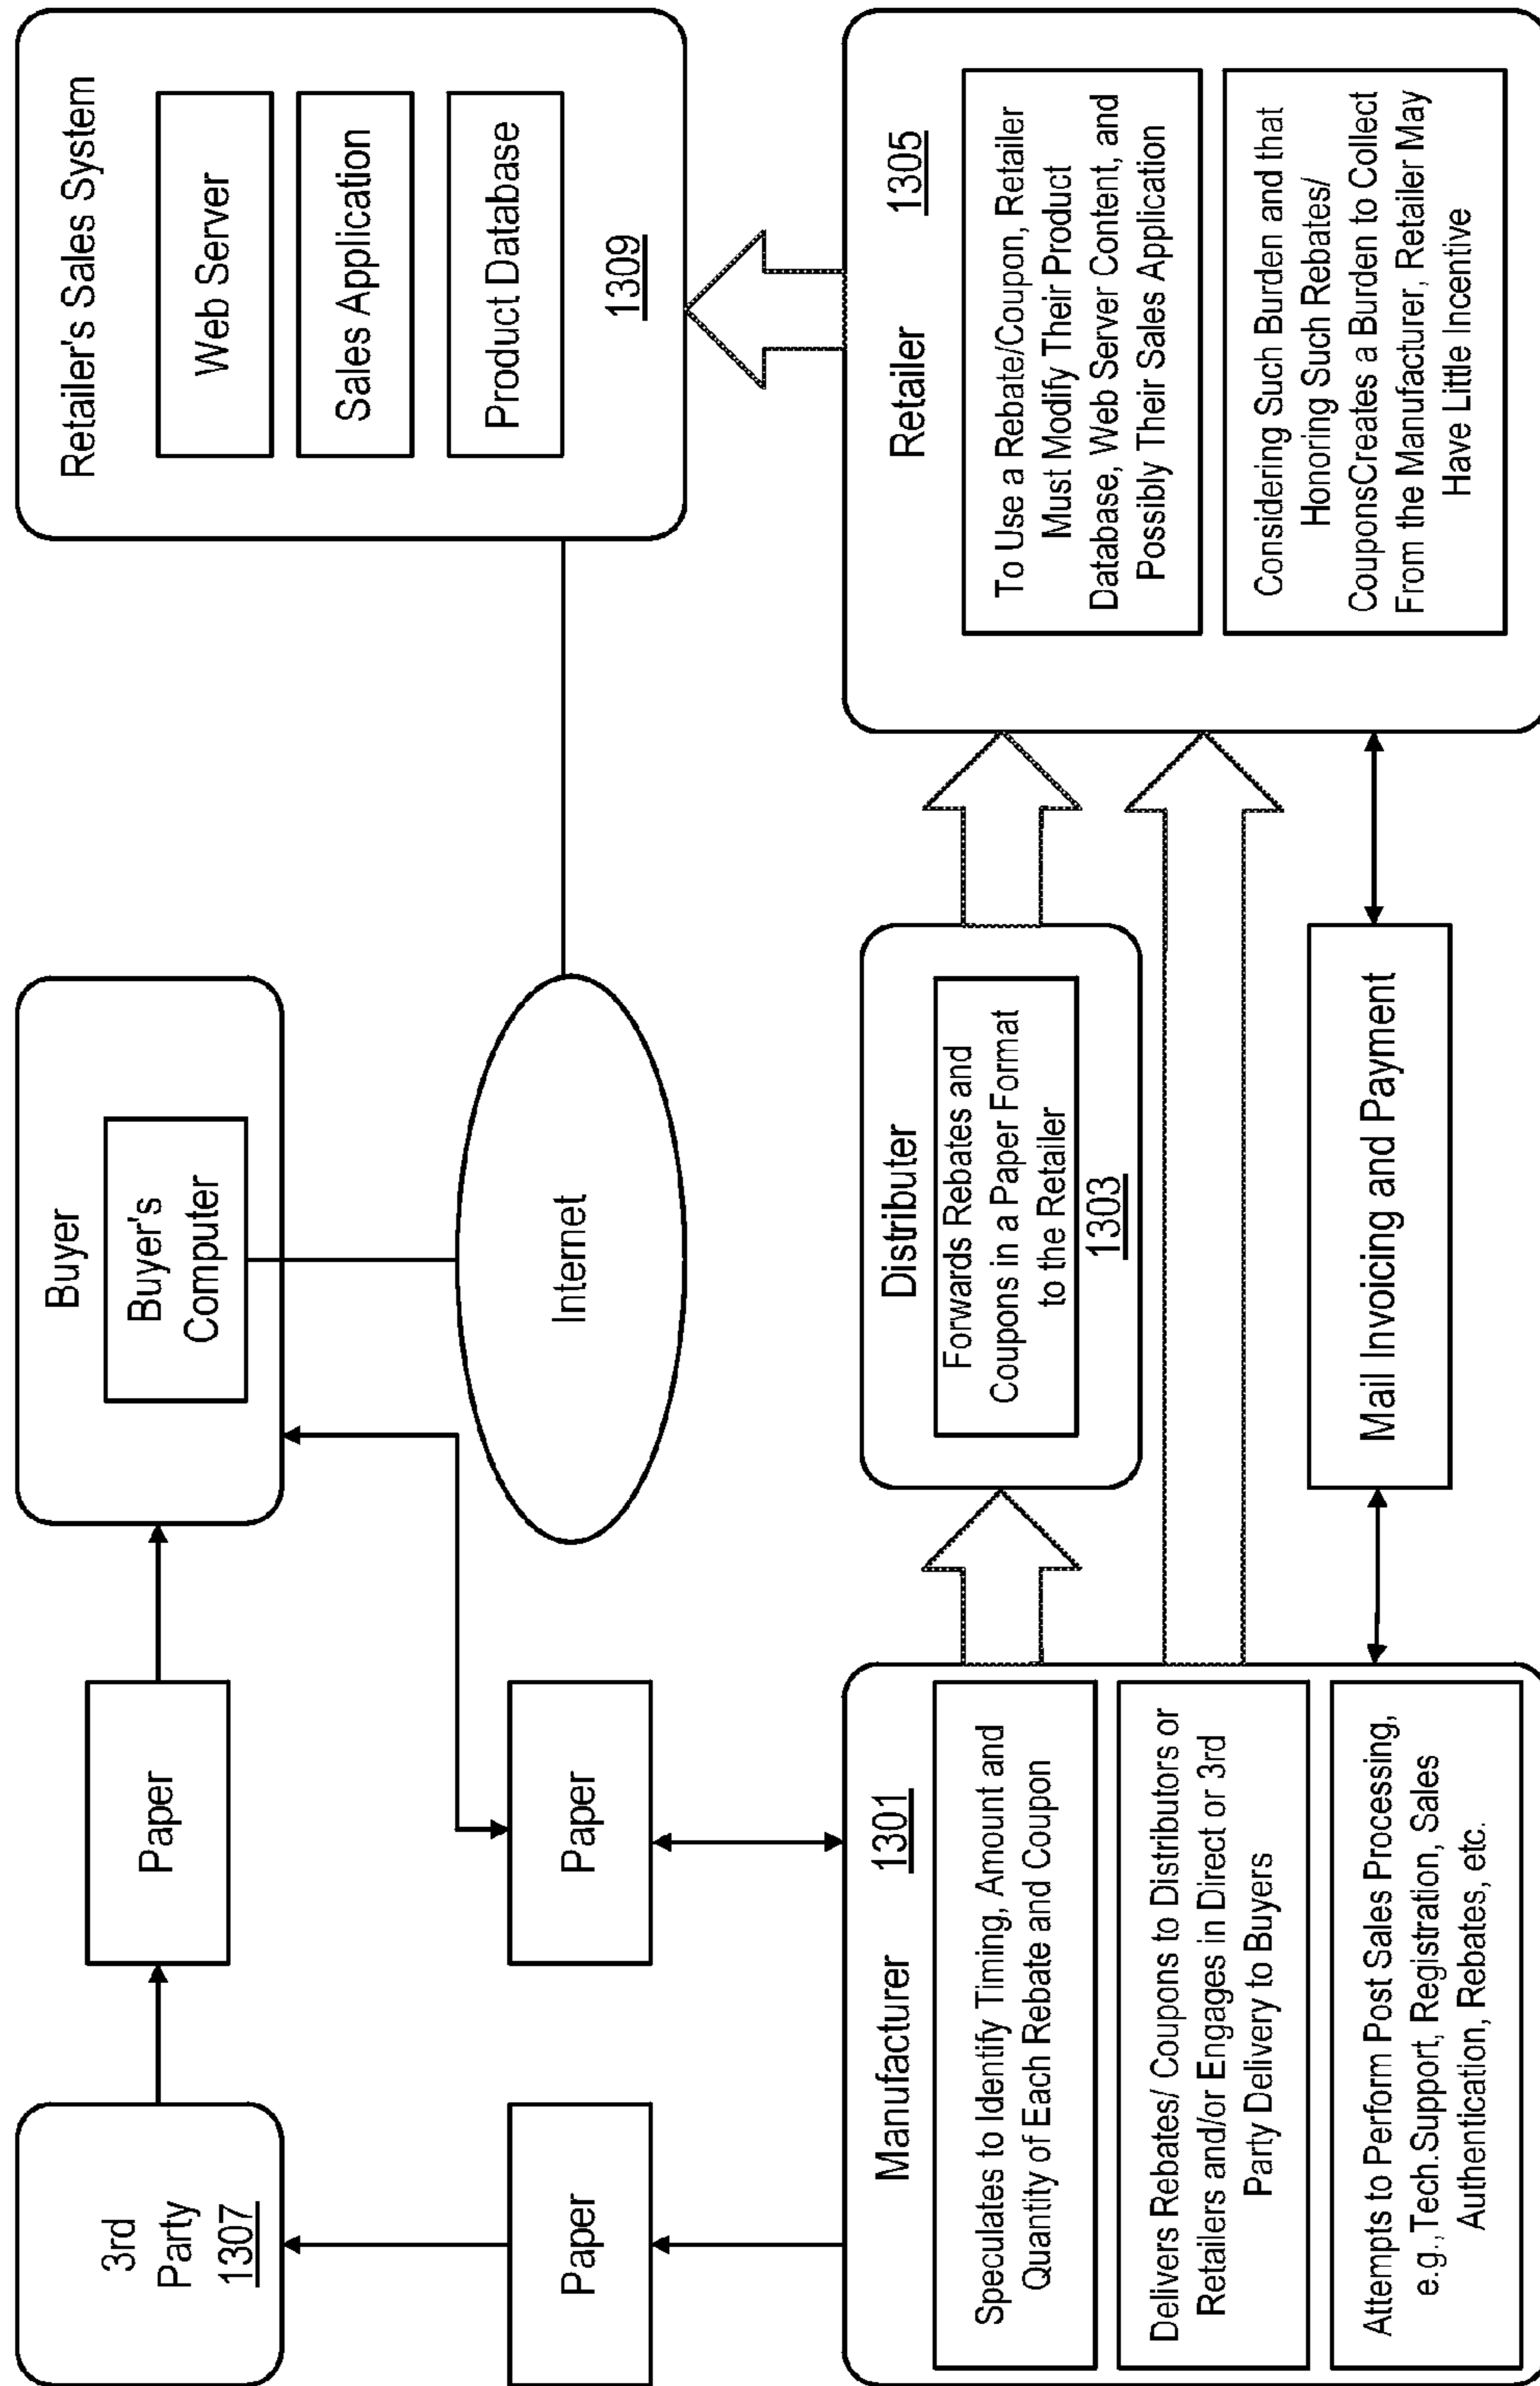 3rd
Party
1307
Paper
Buyer
Buyer's
Computer
Retailer's Sales System
Web Server
Sales Application
Product Database
1309
Paper
Paper
Internet
Manufacturer 1301
Speculates to Identify Timing, Amount and
Quantity of Each Rebate and Coupon
Delivers Rebates/ Coupons to Distributors or
Retailers and/or Engages in Direct or 3rd
Party Delivery to Buyers
Attempts to Perform Post Sales Processing,
e.g.,Tech.Support, Registration, Sales
Authentication, Rebates, etc.
Distributer
Forwards Rebates and
Coupons in a Paper Format
to the Retailer
1303
Mail Invoicing and Payment
Retailer 1305
To Use a Rebate/Coupon, Retailer
Must Modify Their Product
Database, Web Server Content, and
Possibly Their Sales Application
Considering Such Burden and that
Honoring Such Rebates/
CouponsCreates a Burden to Collect
From the Manufacturer, Retailer May
Have Little Incentive